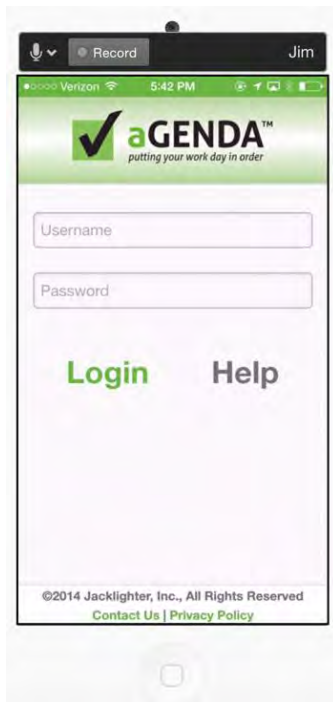 Record Jim
Verizon 5:42 PM
aGENDA™
putting your work day in order
Username
Password
Login Help
©2014 Jacklighter, Inc., All Rights Reserved
Contact Us | Privacy Policy